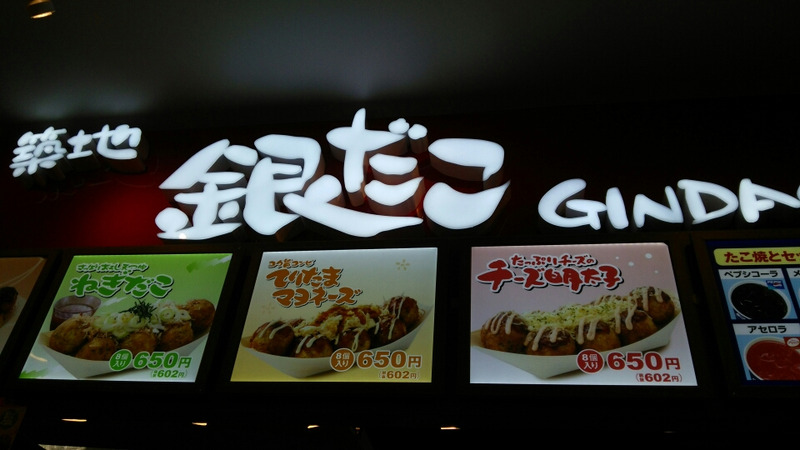 築地
銀だこ
GINDA
ねぎだこ
8個入り 650円
(税抜602円)
てりたま
マヨネーズ
8個入り 650円
(税抜602円)
たっぷりチーズの
チーズ明太子
8個入り 650円
(税抜602円)
たこ焼とセ
ペプシコーラ
アセロラ